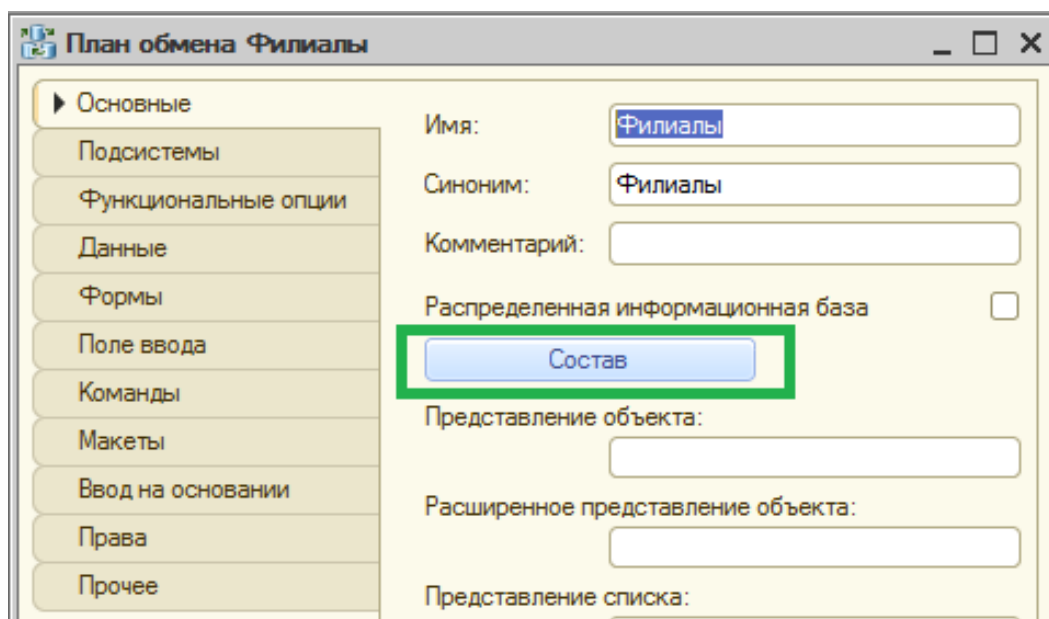 План обмена Филиалы
Основные
Подсистемы
Функциональные опции
Данные
Формы
Поле ввода
Команды
Макеты
Ввод на основании
Права
Прочее
Имя: Филиалы
Синоним: Филиалы
Комментарий:
Распределенная информационная база
Состав
Представление объекта:
Расширенное представление объекта:
Представление списка: